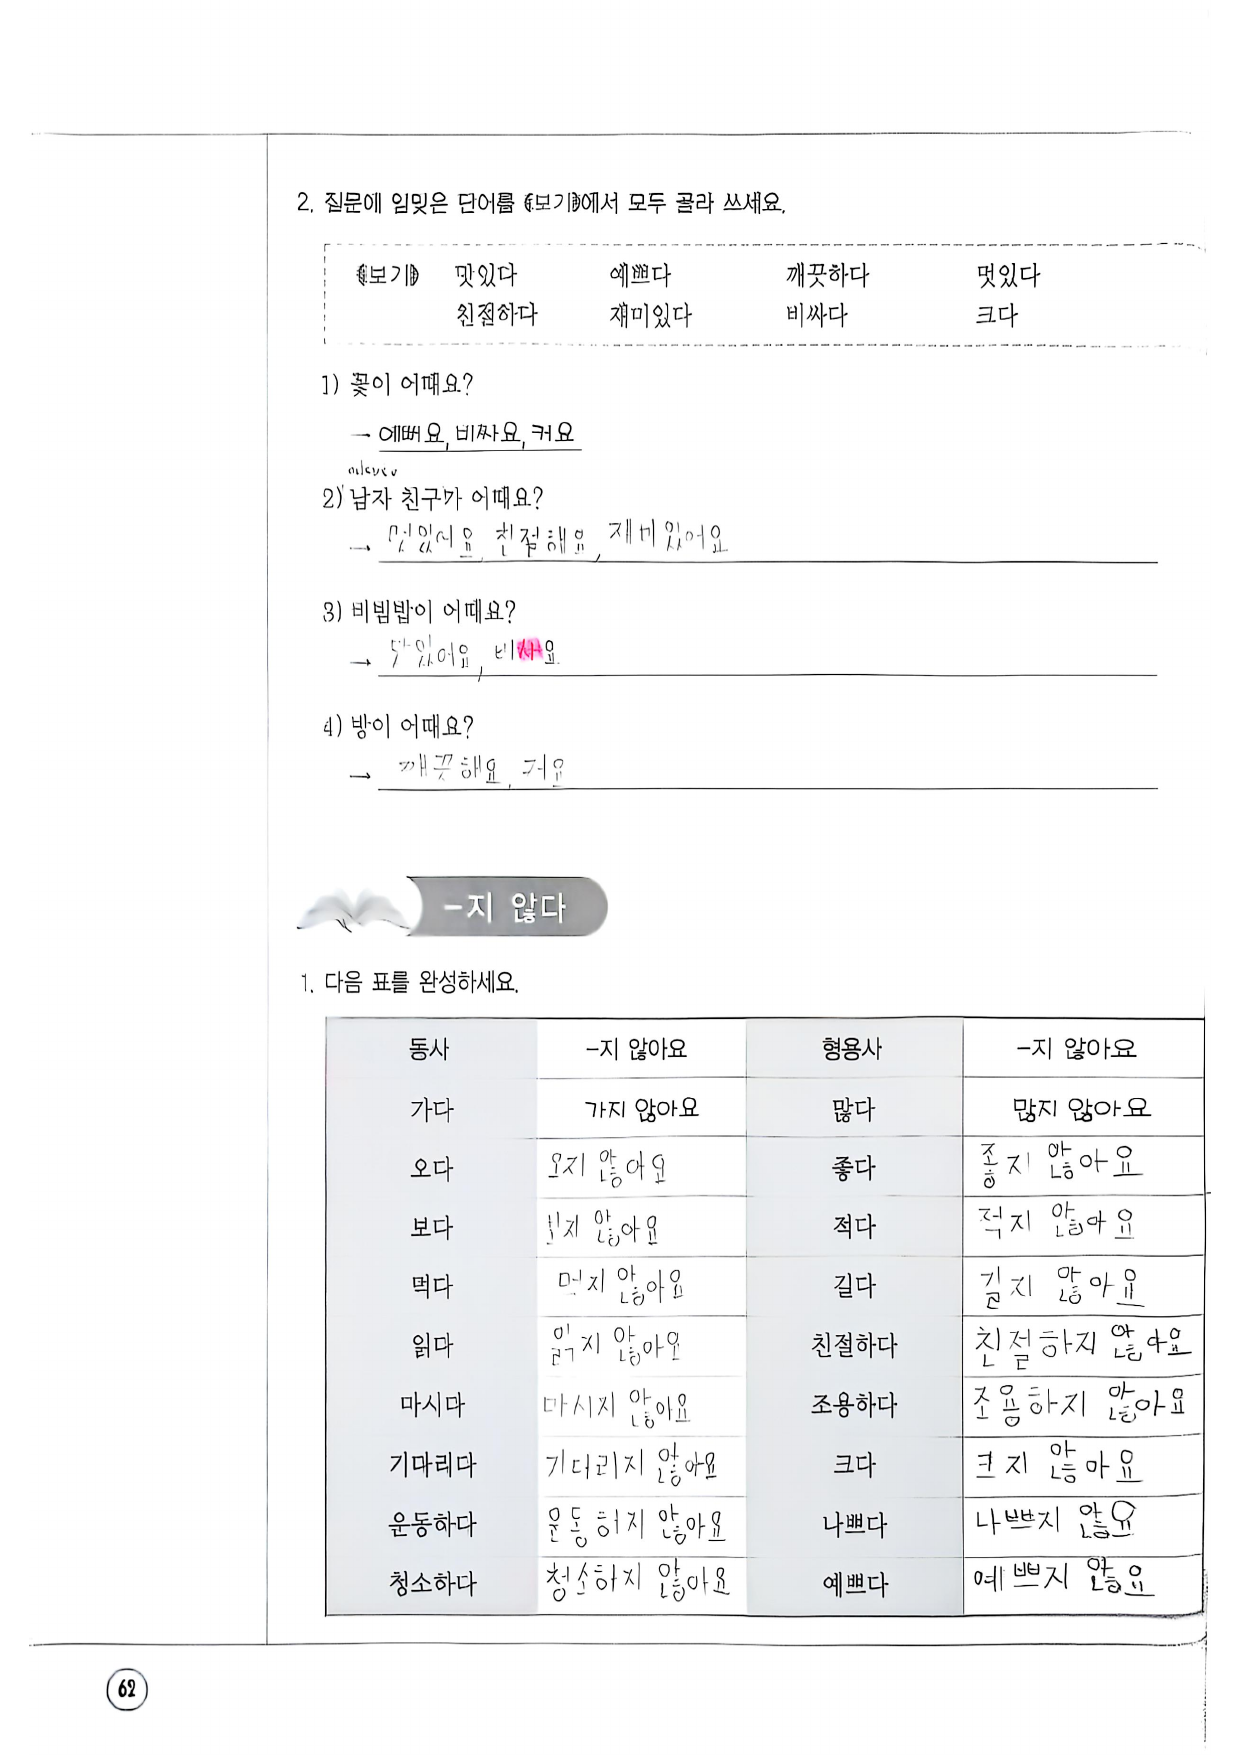 2. 질문에 알맞은 단어를 《보기》에서 모두 골라 쓰세요.
《보기》 맛있다 예쁘다 깨끗하다 멋있다
친절하다 재미있다 비싸다 크다
1) 꽃이 어때요?
→ 예뻐요, 비싸요, 커요
2) 남자 친구가 어때요?
→ 멋있어요, 친절해요, 재미있어요
3) 비빔밥이 어때요?
→ 맛있어요, 비사요
4) 방이 어때요?
→ 깨끗해요, 커요
-지 않다
1. 다음 표를 완성하세요.
동사 -지 않아요 형용사 -지 않아요
가다 가지 않아요 많다 많지 않아요
오다 오지 않아요 좋다 좋지 않아요
보다 보지 않아요 적다 적지 않아요
먹다 먹지 않아요 길다 길지 않아요
읽다 읽지 않아요 친절하다 친절하지 않아요
마시다 마시지 않아요 조용하다 조용하지 않아요
기다리다 기다리지 않아요 크다 크지 않아요
운동하다 운동하지 않아요 나쁘다 나쁘지 않요
청소하다 청소하지 않아요 예쁘다 예쁘지 않요
62